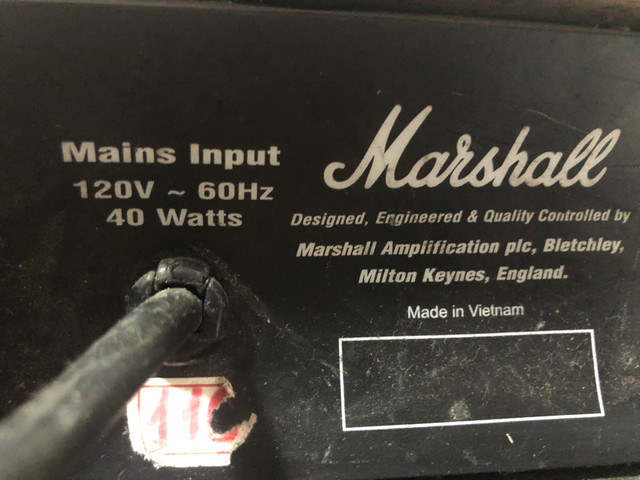 Mains Input
120V ~ 60Hz
40 Watts
Marshall
Designed, Engineered & Quality Controlled by
Marshall Amplification plc, Bletchley,
Milton Keynes, England.
Made in Vietnam